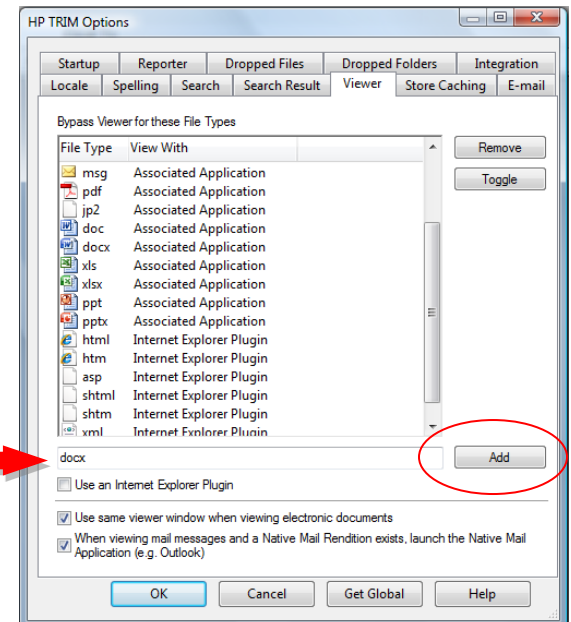 HP TRIM Options
Startup Reporter Dropped Files Dropped Folders Integration
Locale Spelling Search Search Result Viewer Store Caching E-mail
Bypass Viewer for these File Types
File Type View With
Remove
msg Associated Application
Toggle
pdf Associated Application
jp2 Associated Application
doc Associated Application
docx Associated Application
xls Associated Application
xlsx Associated Application
ppt Associated Application
pptx Associated Application
html Internet Explorer Plugin
htm Internet Explorer Plugin
asp Internet Explorer Plugin
shtml Internet Explorer Plugin
shtm Internet Explorer Plugin
xml Internet Explorer Plugin
docx Add
Use an Internet Explorer Plugin
Use same viewer window when viewing electronic documents
When viewing mail messages and a Native Mail Rendition exists, launch the Native Mail
Application (e.g. Outlook)
OK Cancel Get Global Help